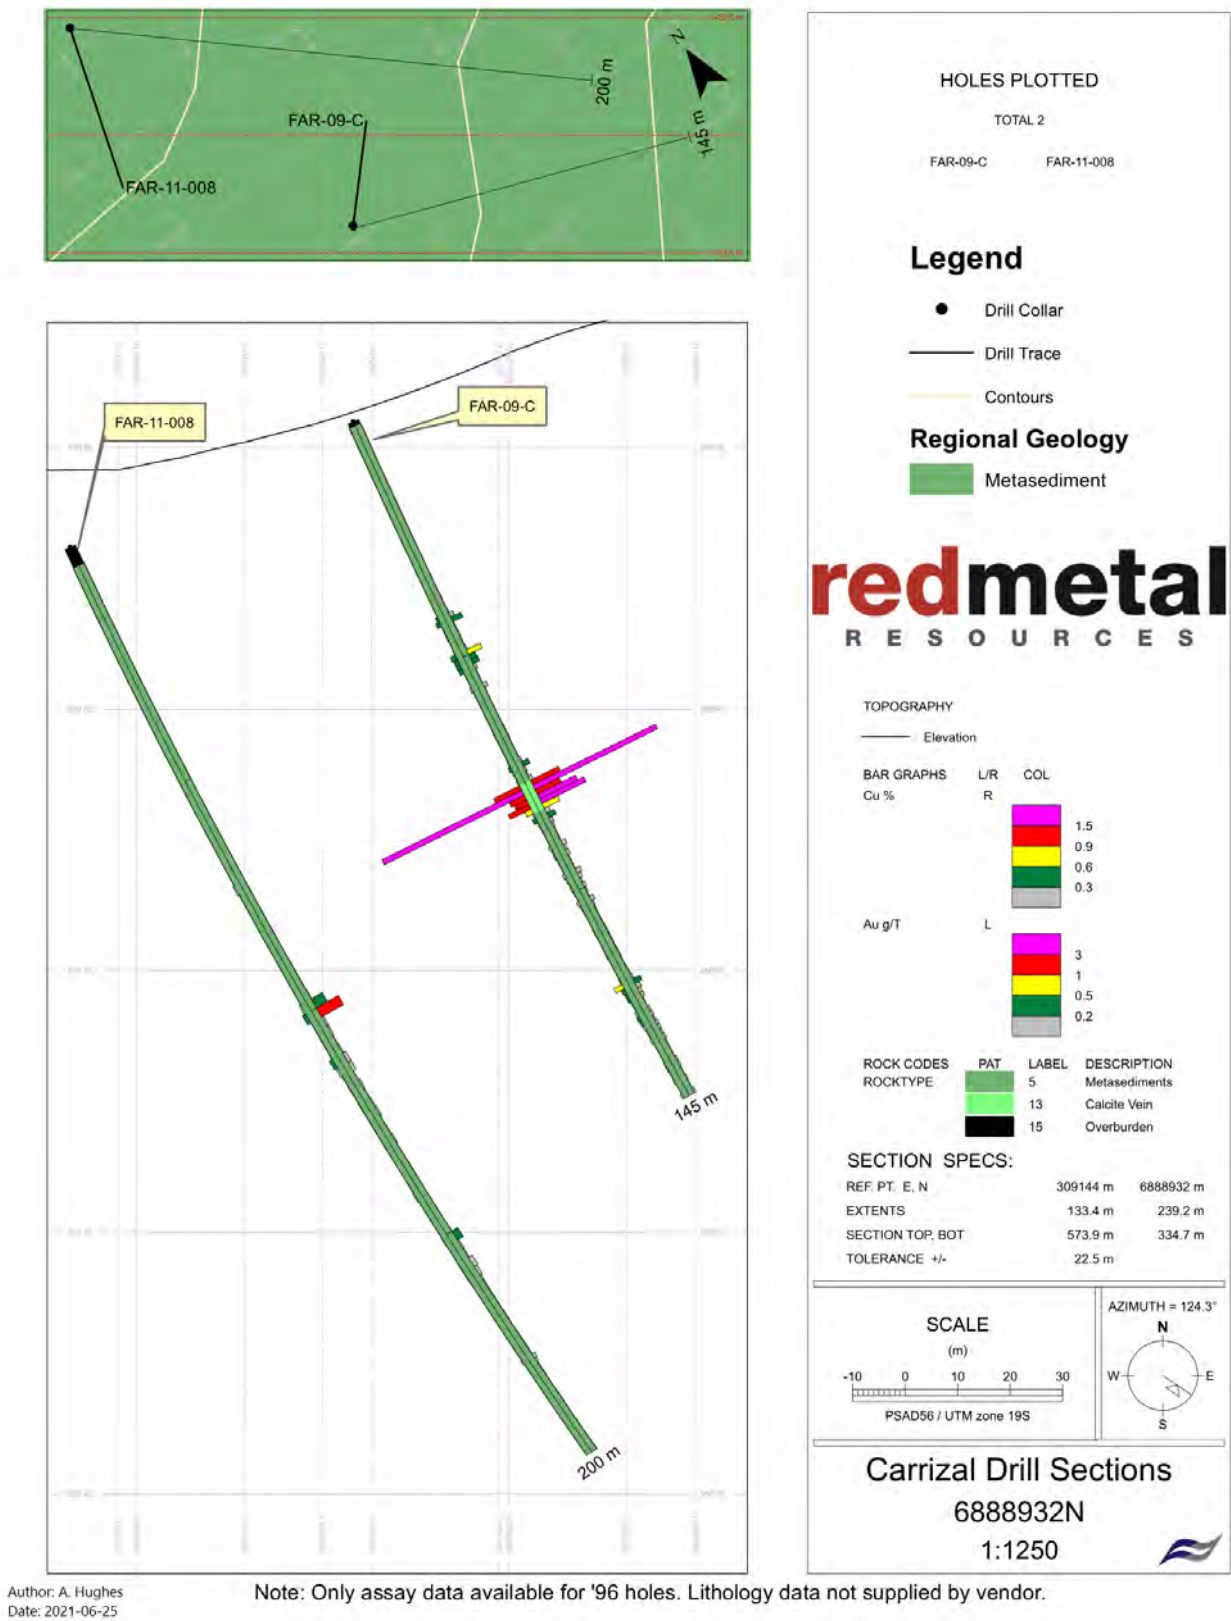 +22.5 m
N
200 m
FAR-09-C
145 m
FAR-11-008
FAR-11-008
FAR-09-C
145 m
200 m
HOLES PLOTTED
TOTAL 2
FAR-09-C FAR-11-008
Legend
Drill Collar
Drill Trace
Contours
Regional Geology
Metasediment
redmetal
RESOURCES
TOPOGRAPHY
Elevation
BAR GRAPHS L/R COL
Cu % R
1.5
0.9
0.6
0.3
Au g/T L
3
1
0.5
0.2
ROCK CODES PAT LABEL DESCRIPTION
ROCKTYPE 5 Metasediments
13 Calcite Vein
15 Overburden
SECTION SPECS:
REF. PT. E, N 309144 m 6888932 m
EXTENTS 133.4 m 239.2 m
SECTION TOP, BOT 573.9 m 334.7 m
TOLERANCE +/- 22.5 m
SCALE
(m)
-10 0 10 20 30
PSAD56 / UTM zone 19S
AZIMUTH = 124.3°
N
W E
S
Carrizal Drill Sections
6888932N
1:1250
Author: A. Hughes
Date: 2021-06-25
Note: Only assay data available for '96 holes. Lithology data not supplied by vendor.